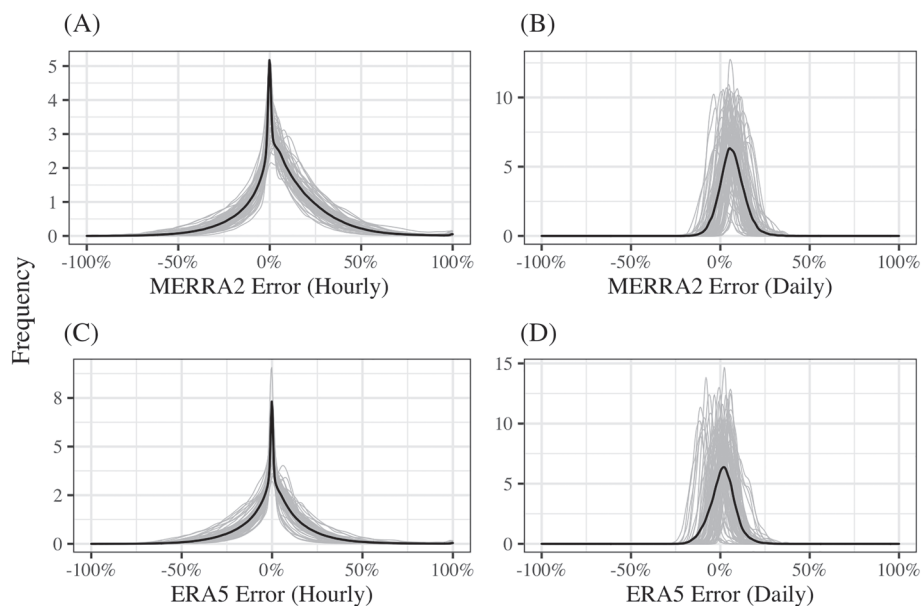 (A)
5
4
3
2
1
0
-100% -50% 0% 50% 100%
MERRA2 Error (Hourly)
(B)
10
5
0
-100% -50% 0% 50% 100%
MERRA2 Error (Daily)
Frequency
(C)
8
5
2
0
-100% -50% 0% 50% 100%
ERA5 Error (Hourly)
(D)
15
10
5
0
-100% -50% 0% 50% 100%
ERA5 Error (Daily)